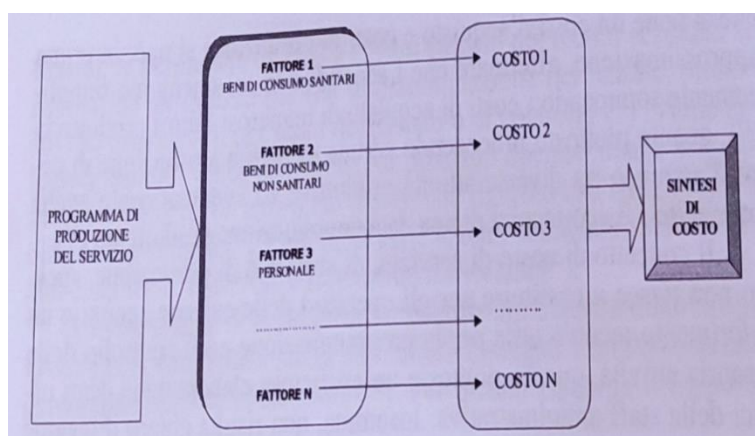 PROGRAMMA DI
PRODUZIONE
DEL SERVIZIO
FATTORE 1
BENI DI CONSUMO SANITARI
FATTORE 2
BENI DI CONSUMO
NON SANITARI
FATTORE 3
PERSONALE
..............
FATTORE N
COSTO 1
COSTO 2
COSTO 3
..........
COSTO N
SINTESI
DI
COSTO